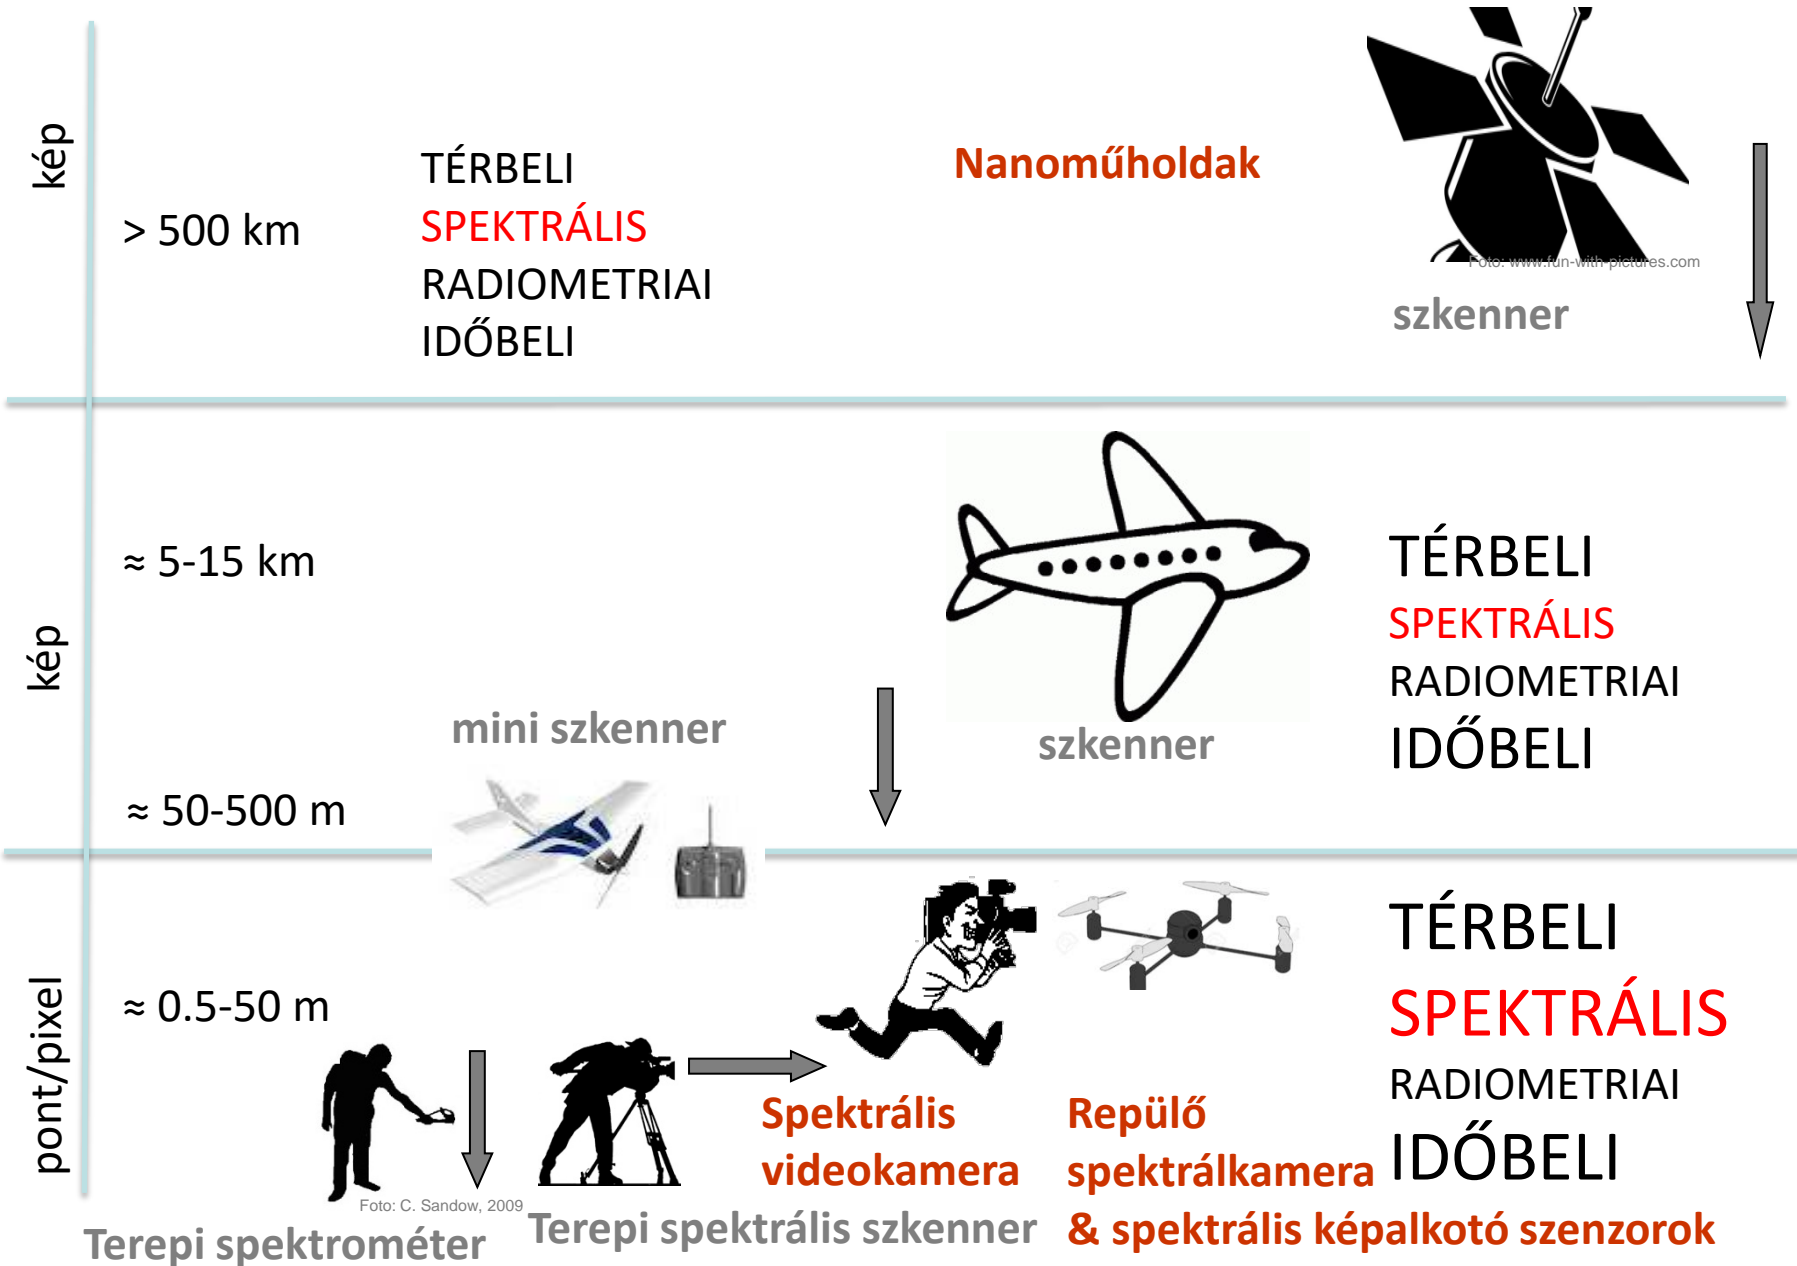 kép
> 500 km
TÉRBELI
SPEKTRÁLIS
RADIOMETRIAI
IDŐBELI
Nanoműholdak
Foto: www.fun-with-pictures.com
szkenner
kép
≈ 5-15 km
≈ 50-500 m
mini szkenner
szkenner
TÉRBELI
SPEKTRÁLIS
RADIOMETRIAI
IDŐBELI
pont/pixel
≈ 0.5-50 m
Foto: C. Sandow, 2009
Terepi spektrométer
Terepi spektrális szkenner
Spektrális
videokamera
Repülő
spektrálkamera
& spektrális képalkotó szenzorok
TÉRBELI
SPEKTRÁLIS
RADIOMETRIAI
IDŐBELI